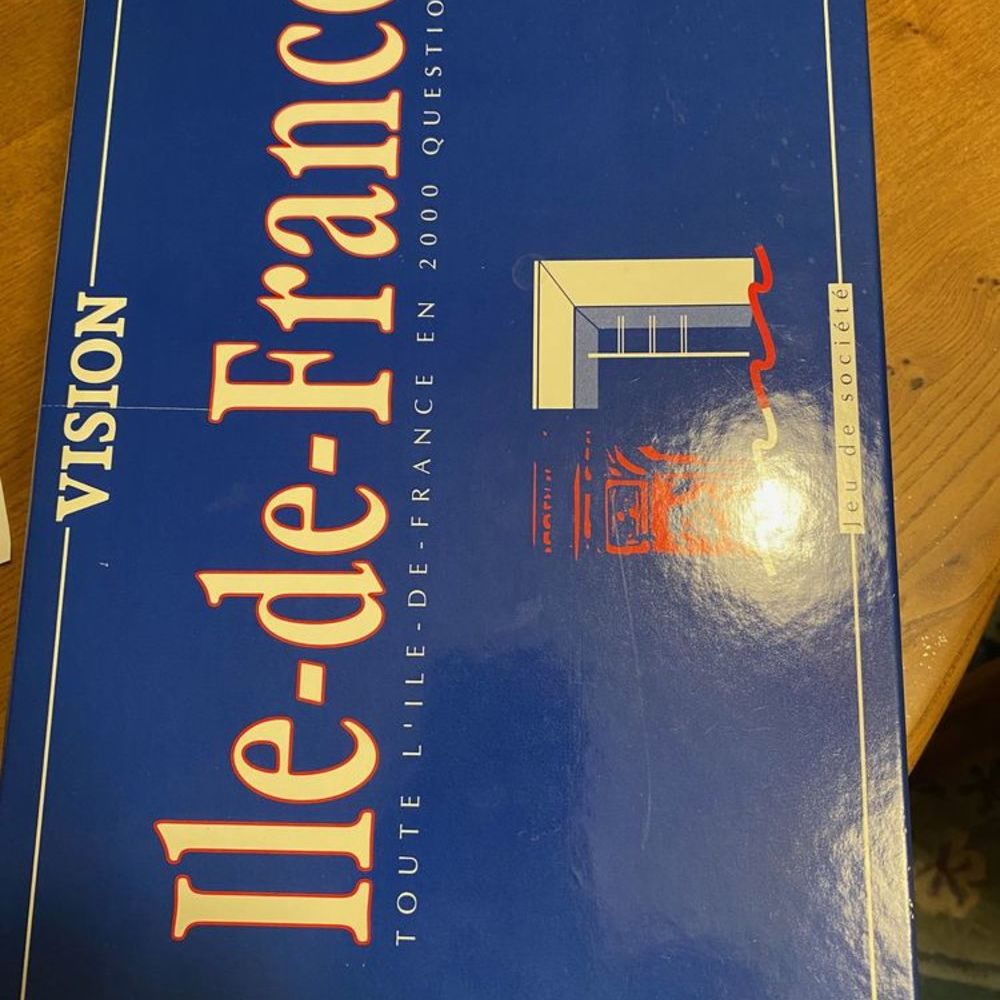 VISION
Ile-de-Franc
TOUTE L'ILE-DE-FRANCE EN 2000 QUESTIO
Jeu de société